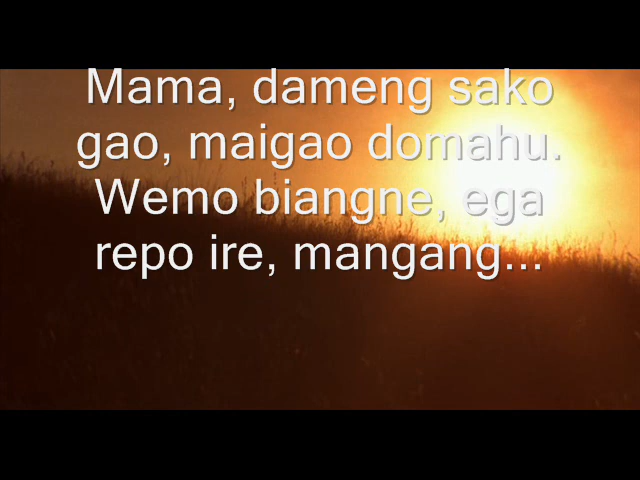 Mama, dameng sako
gao, maigao domahu.
Wemo biangne, ega
repo ire, mangang...